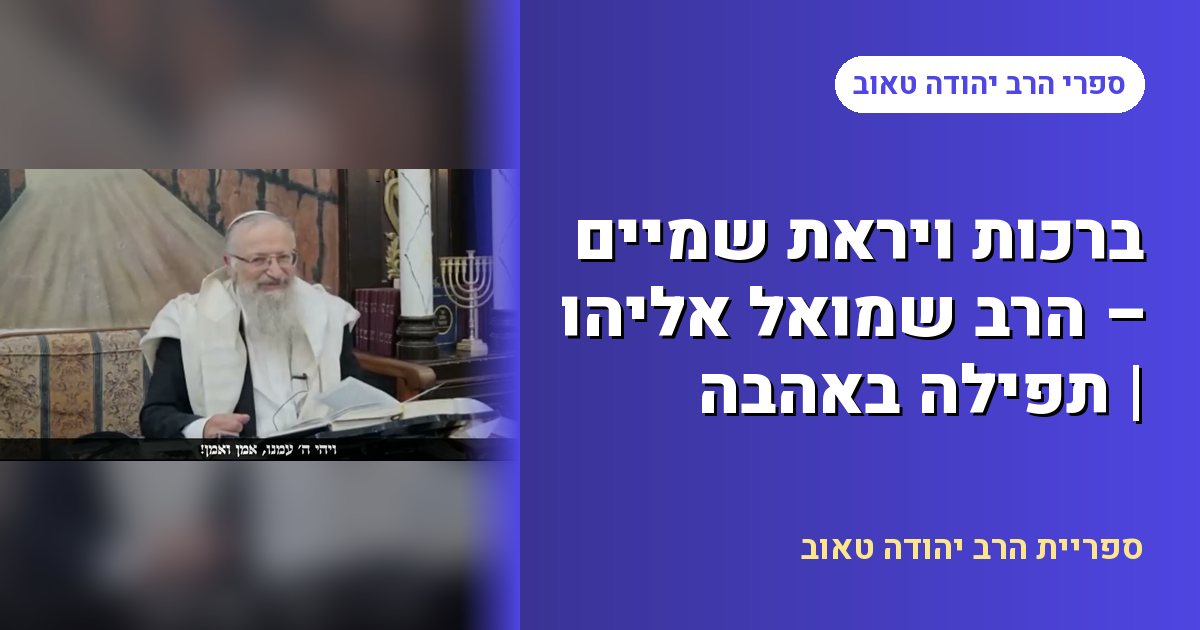 ספרי הרב יהודה טאוב
ברכות ויראת שמיים
– הרב שמואל אליהו
| תפילה באהבה
ויהי ה׳ עמנו, אמן ואמן!
ספריית הרב יהודה טאוב